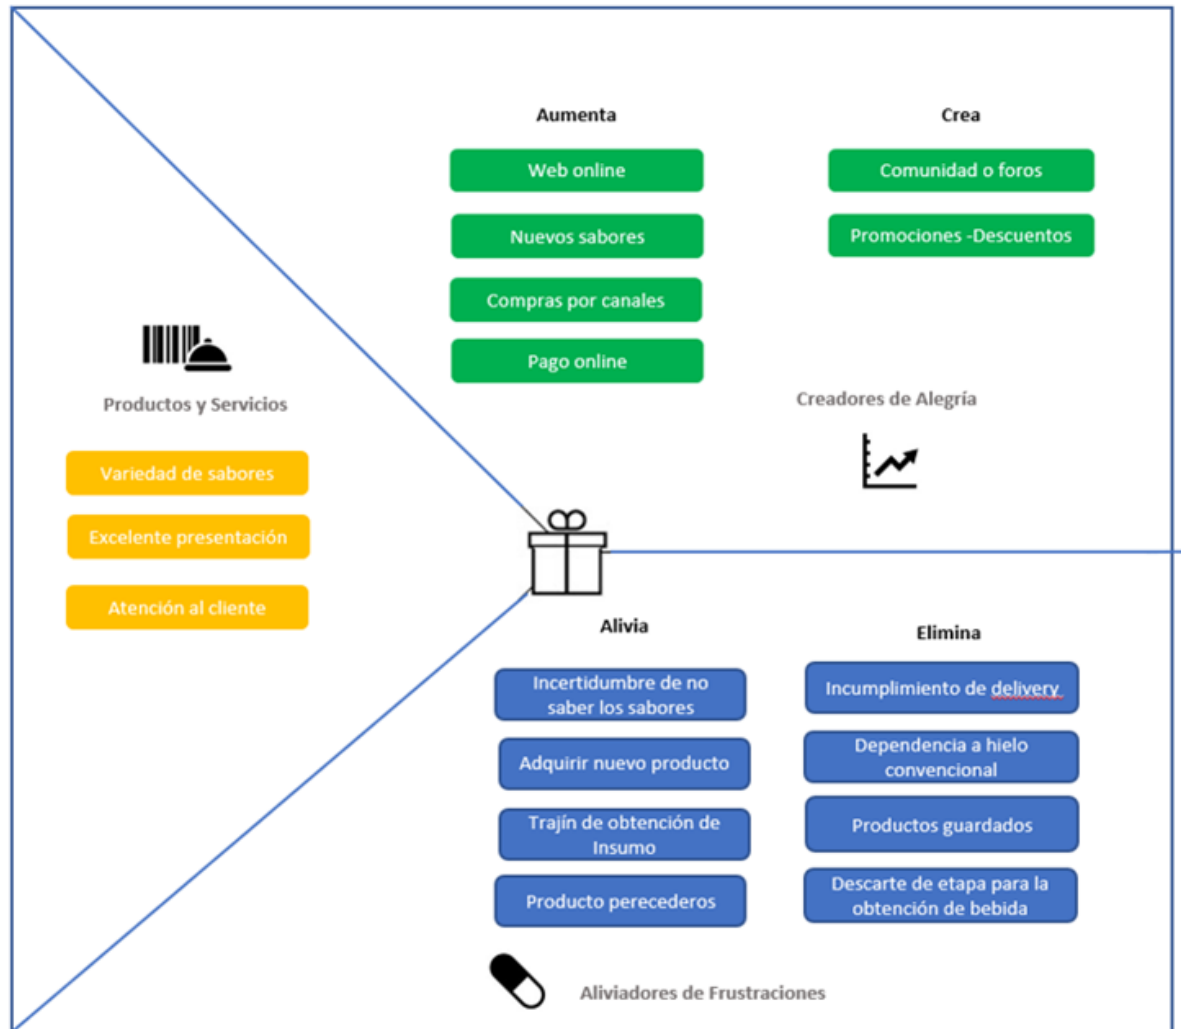 Aumenta
Web online
Nuevos sabores
Compras por canales
Pago online
Crea
Comunidad o foros
Promociones -Descuentos
Creadores de Alegría
Productos y Servicios
Variedad de sabores
Excelente presentación
Atención al cliente
Alivia
Incertidumbre de no
saber los sabores
Adquirir nuevo producto
Trajín de obtención de
Insumo
Producto perecederos
Elimina
Incumplimiento de delivery
Dependencia a hielo
convencional
Productos guardados
Descarte de etapa para la
obtención de bebida
Aliviadores de Frustraciones